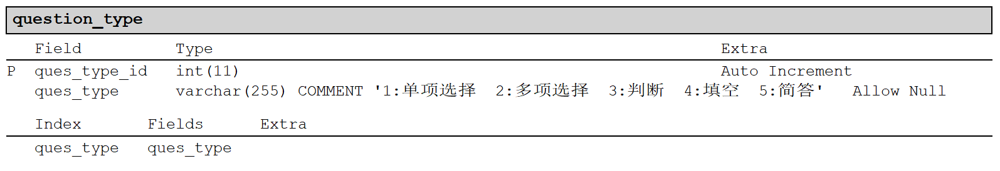 question_type
Field Type Extra
P ques_type_id int(11) Auto Increment
ques_type varchar(255) COMMENT '1:单项选择 2:多项选择 3:判断 4:填空 5:简答' Allow Null
Index Fields Extra
ques_type ques_type